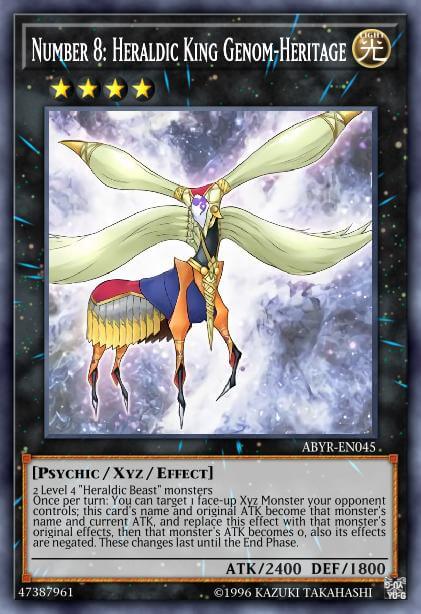 NUMBER 8: HERALDIC KING GENOM-HERITAGE
LIGHT
光
ABYR-EN045
[PSYCHIC / XYZ / EFFECT]
2 Level 4 "Heraldic Beast" monsters
Once per turn: You can target 1 face-up Xyz Monster your opponent
controls; this card's name and original ATK become that monster's
name and current ATK, and replace this effect with that monster's
original effects, then that monster's ATK becomes 0, also its effects
are negated. These changes last until the End Phase.
ATK/2400 DEF/1800
47387961
©1996 KAZUKI TAKAHASHI